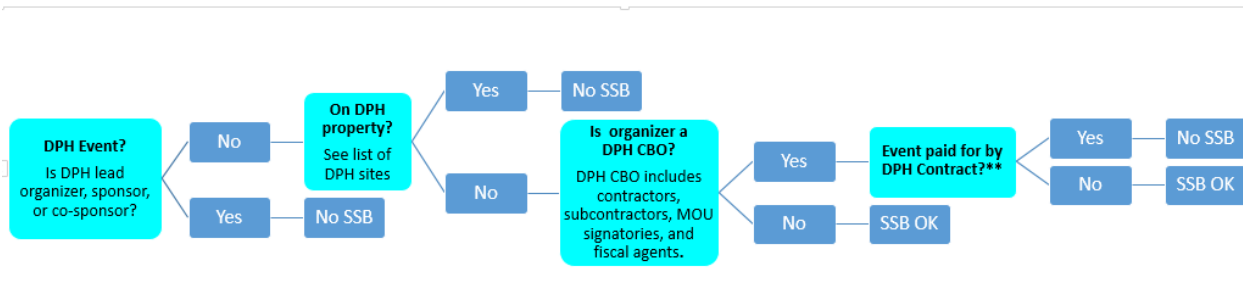 DPH Event?
Is DPH lead
organizer, sponsor,
or co-sponsor?
No
Yes
No SSB
On DPH
property?
See list of
DPH sites
Yes
No SSB
No
Is organizer a
DPH CBO?
DPH CBO includes
contractors,
subcontractors, MOU
signatories, and
fiscal agents.
Yes
No
SSB OK
Event paid for by
DPH Contract?**
Yes
No SSB
No
SSB OK